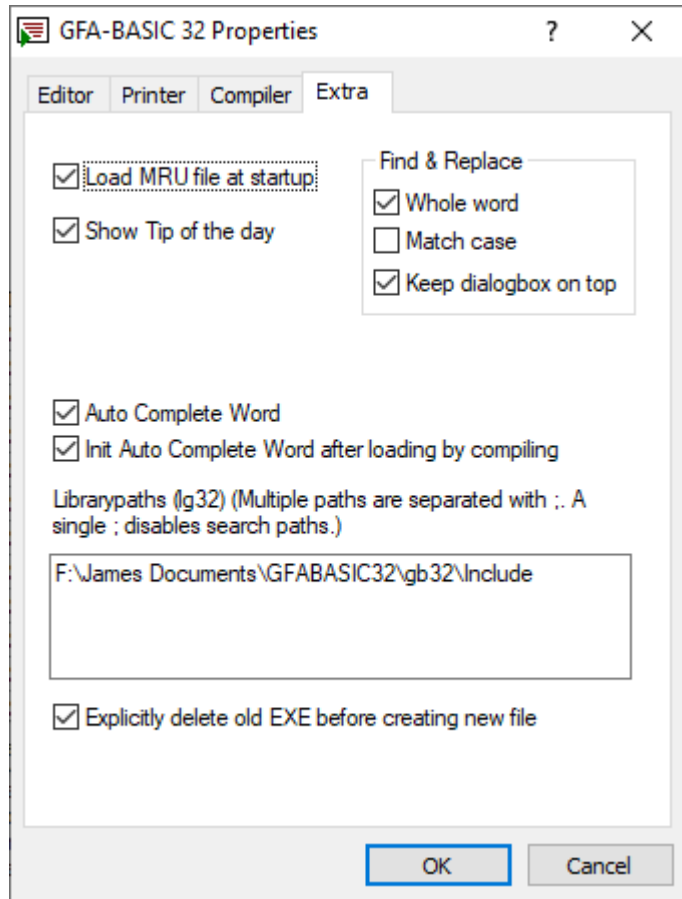 GFA-BASIC 32 Properties ?
Editor Printer Compiler Extra
Load MRU file at startup
Show Tip of the day
Find & Replace
Whole word
Match case
Keep dialogbox on top
Auto Complete Word
Init Auto Complete Word after loading by compiling
Librarypaths (lg32) (Multiple paths are separated with ;. A
single ; disables search paths.)
F:\James Documents\GFABASIC32\gb32\Include
Explicitly delete old EXE before creating new file
OK Cancel